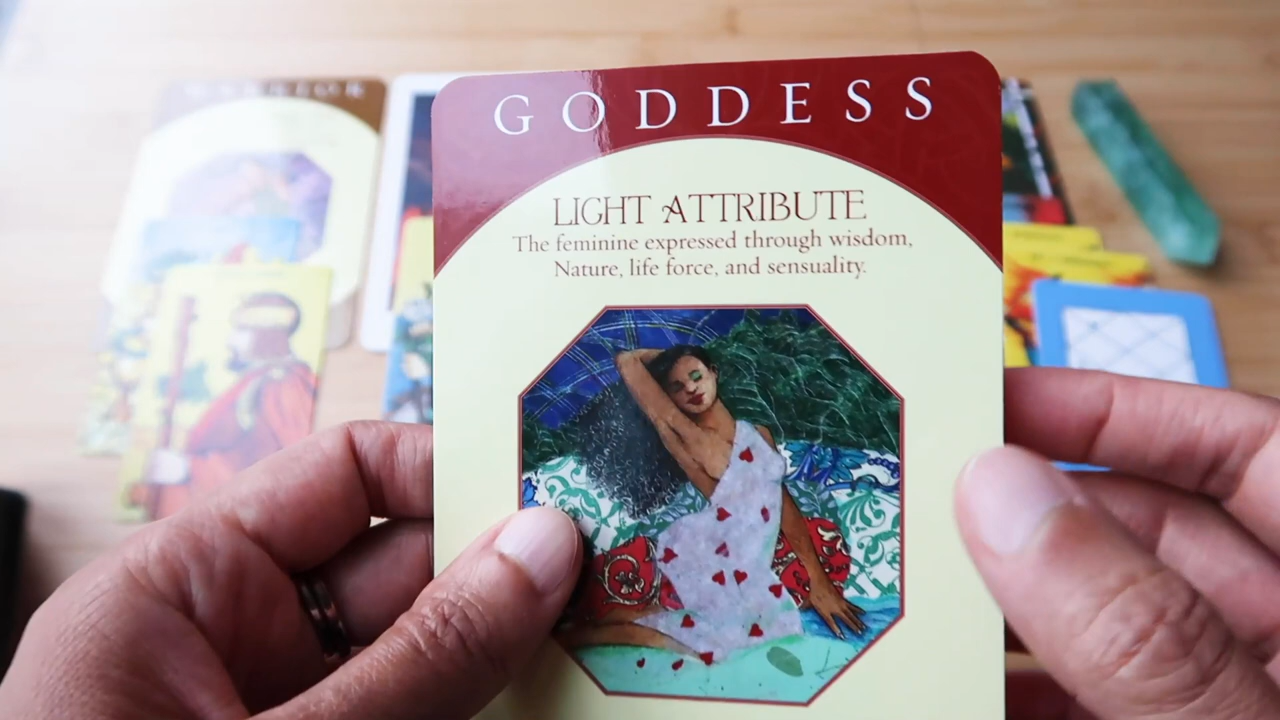 GODDESS
LIGHT ATTRIBUTE
The feminine expressed through wisdom,
Nature, life force, and sensuality.